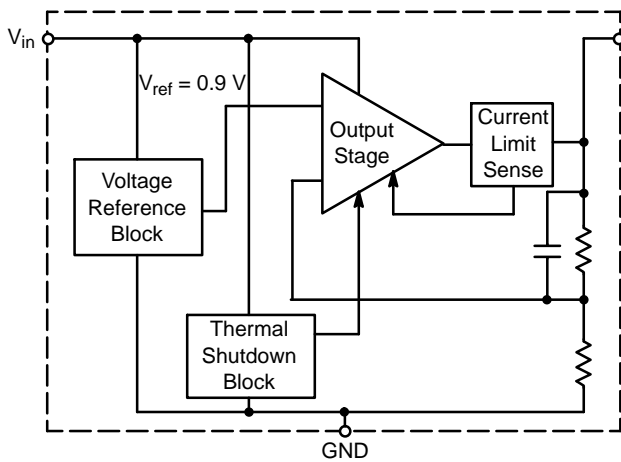 Vin
Vref = 0.9 V
Output
Stage
Current
Limit
Sense
Voltage
Reference
Block
Thermal
Shutdown
Block
GND